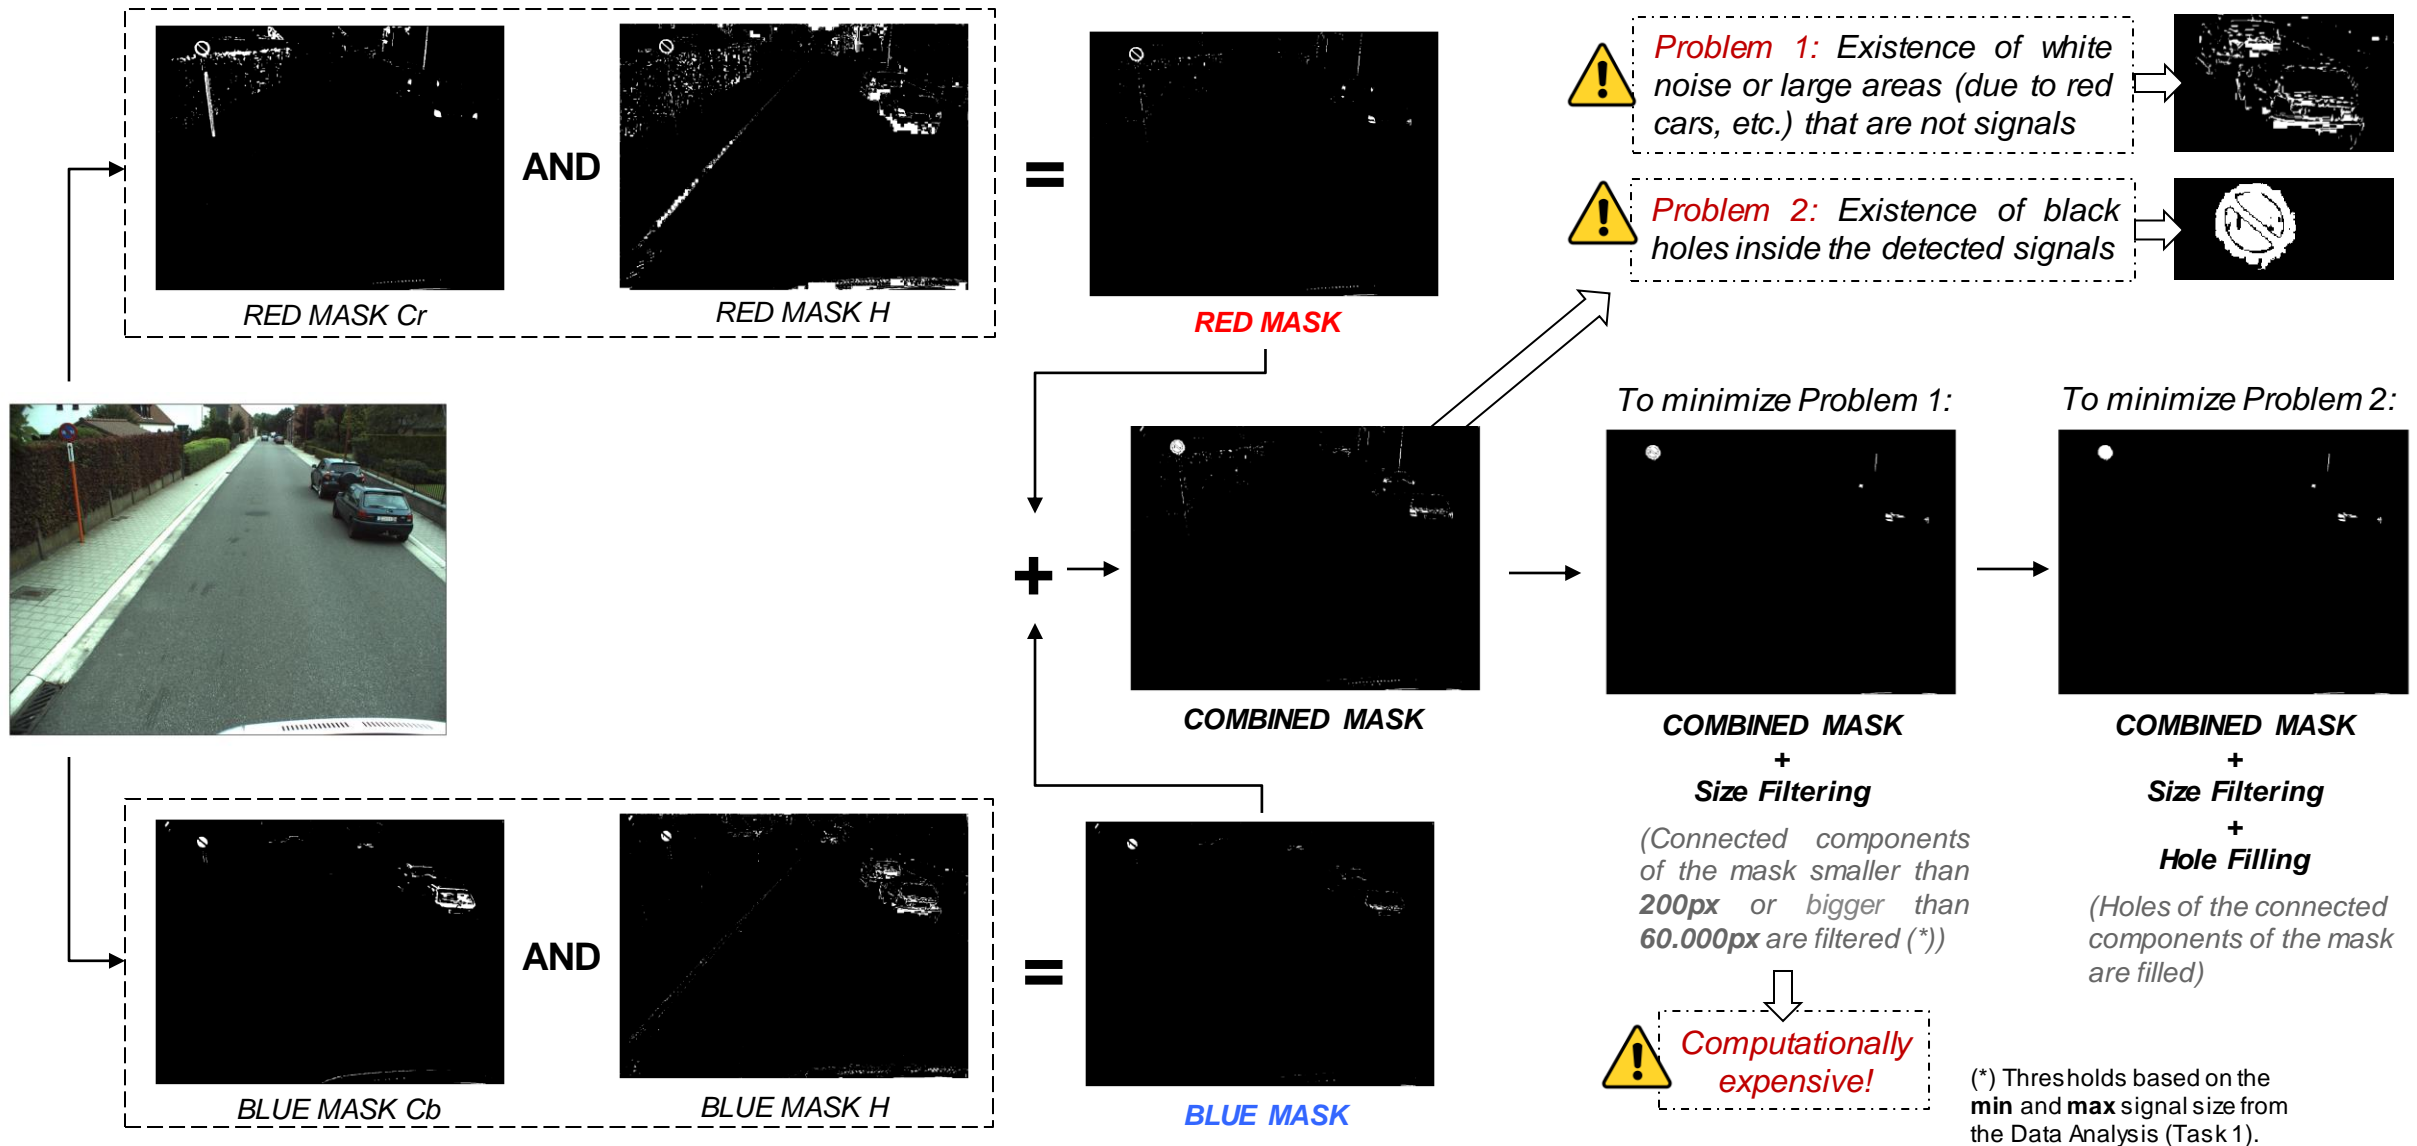 AND
RED MASK Cr
RED MASK H
=
RED MASK
Problem 1: Existence of white
noise or large areas (due to red
cars, etc.) that are not signals
Problem 2: Existence of black
holes inside the detected signals
+
COMBINED MASK
To minimize Problem 1:
COMBINED MASK
+
Size Filtering
(Connected components
of the mask smaller than
200px or bigger than
60.000px are filtered (*))
Computationally
expensive!
To minimize Problem 2:
COMBINED MASK
+
Size Filtering
+
Hole Filling
(Holes of the connected
components of the mask
are filled)
(*) Thresholds based on the
min and max signal size from
the Data Analysis (Task 1).
AND
BLUE MASK Cb
BLUE MASK H
=
BLUE MASK